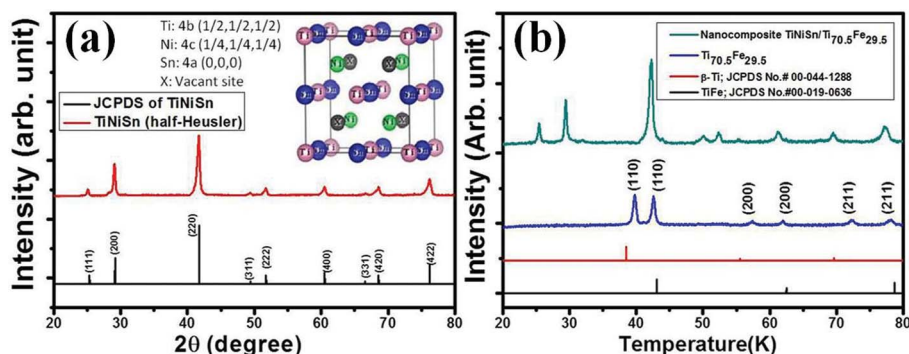 (a)
Ti: 4b (1/2,1/2,1/2)
Ni: 4c (1/4,1/4,1/4)
Sn: 4a (0,0,0)
X: Vacant site
JCPDS of TiNiSn
TiNiSn (half-Heusler)
Intensity (arb. unit)
(111)
(200)
(220)
(311)
(222)
(400)
(331)
(420)
(422)
20 30 40 50 60 70 80
2θ (degree)
(b)
Nanocomposite TiNiSn/Ti70.5Fe29.5
Ti70.5Fe29.5
β-Ti; JCPDS No.# 00-044-1288
TiFe; JCPDS No.#00-019-0636
Intensity (Arb. unit)
(110)
(110)
(200)
(200)
(211)
(211)
20 30 40 50 60 70 80
Temperature(K)